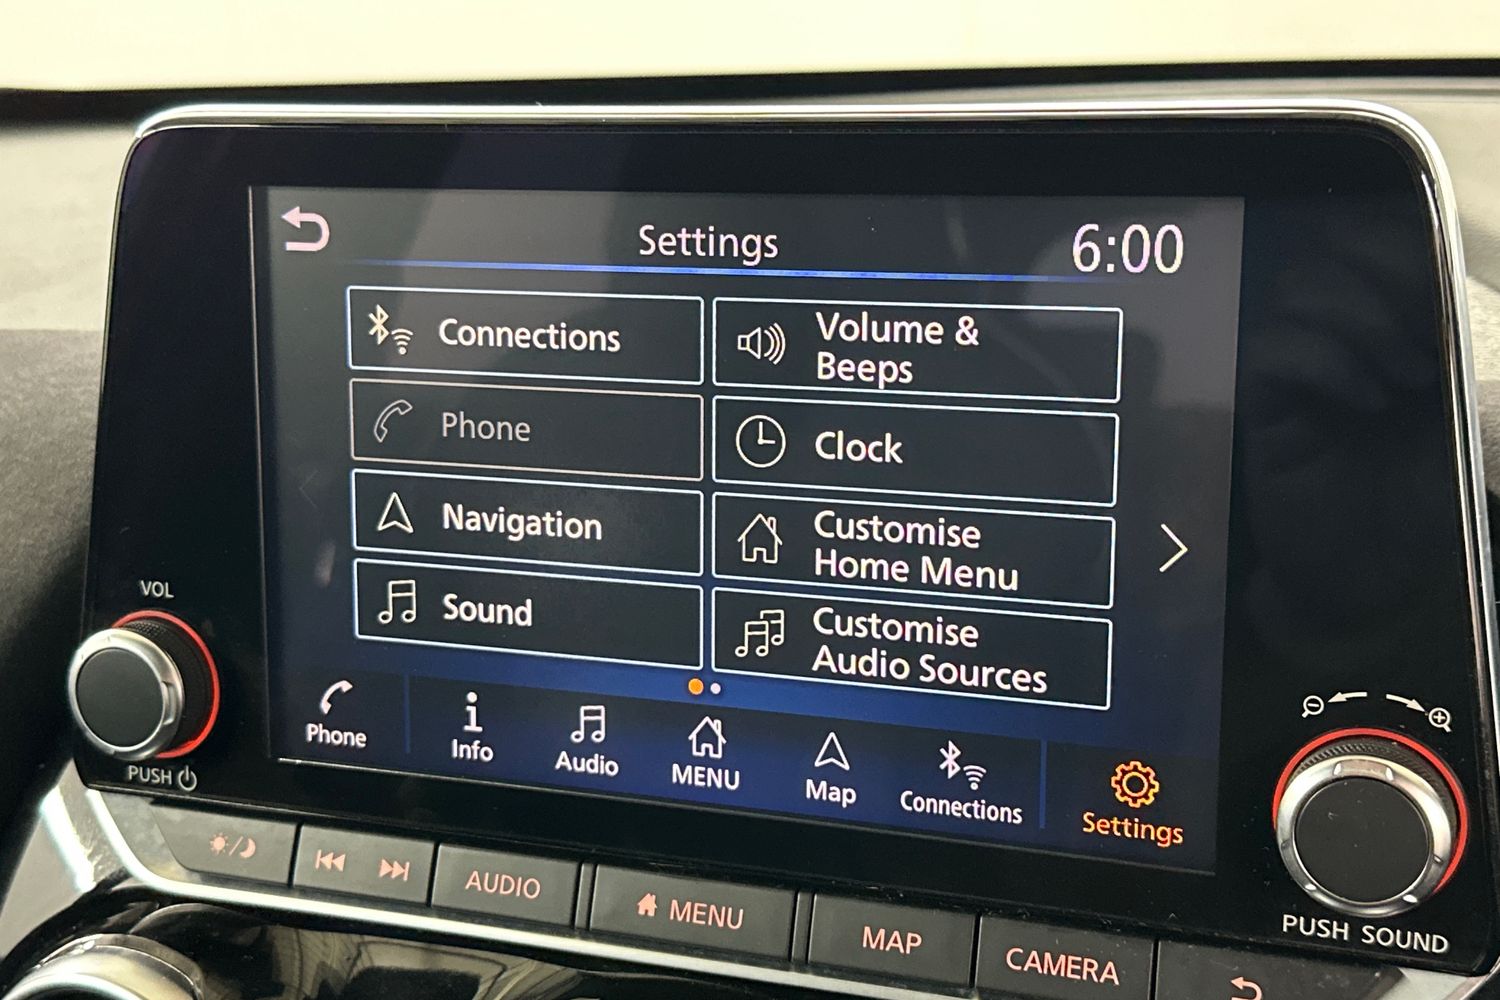 Settings
6:00
Connections
Volume &
Beeps
Phone
Clock
Navigation
Customise
Home Menu
Sound
Customise
Audio Sources
Phone
Info
Audio
MENU
Map
Connections
Settings
VOL
PUSH
PUSH SOUND
AUDIO
MENU
MAP
CAMERA